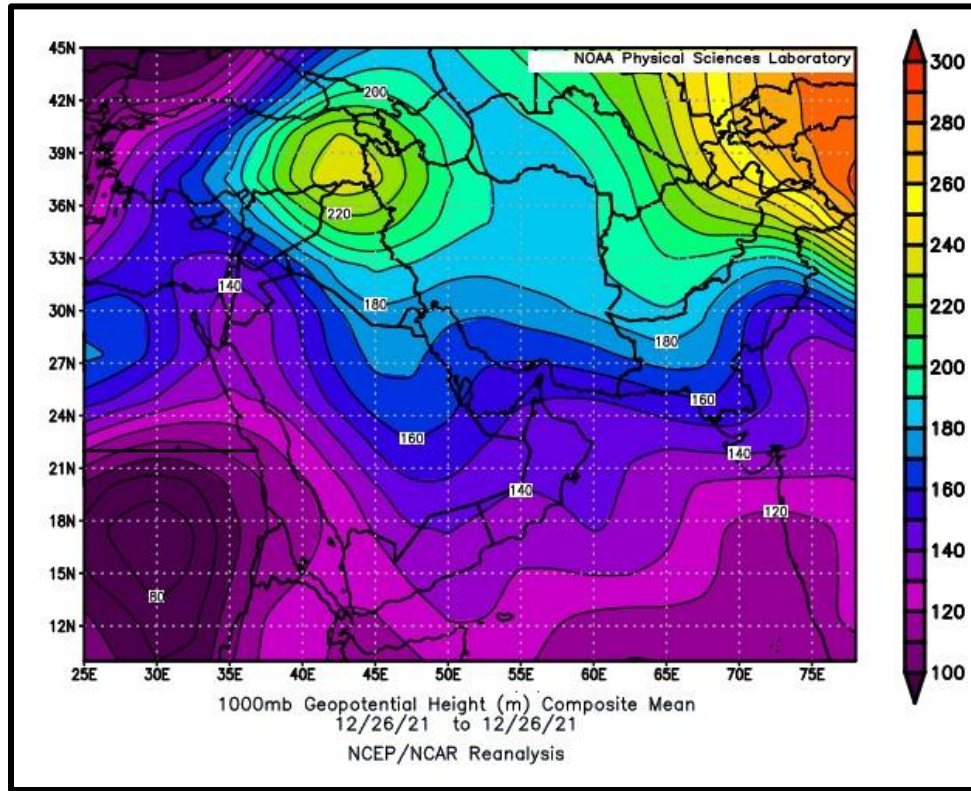 NOAA Physical Sciences Laboratory
45N
42N
39N
36N
33N
30N
27N
24N
21N
18N
15N
12N
200
220
140
180
180
160
160
140
140
120
80
25E 30E 35E 40E 45E 50E 55E 60E 65E 70E 75E
300
280
260
240
220
200
180
160
140
120
100
1000mb Geopotential Height (m) Composite Mean
12/26/21 to 12/26/21
NCEP/NCAR Reanalysis